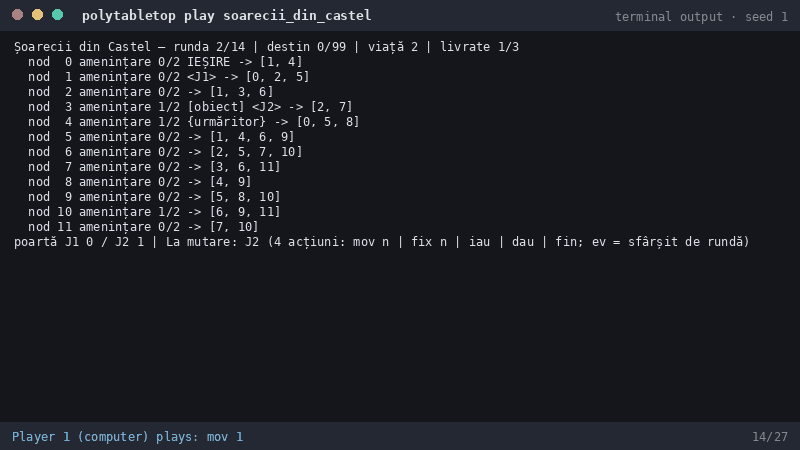 polytabletop play soarecii_din_castel
terminal output · seed 1
Șoarecii din Castel — runda 2/14 | destin 0/99 | viață 2 | livrate 1/3
nod 0 amenințare 0/2 IEȘIRE -> [1, 4]
nod 1 amenințare 0/2 <J1> -> [0, 2, 5]
nod 2 amenințare 0/2 -> [1, 3, 6]
nod 3 amenințare 1/2 [obiect] <J2> -> [2, 7]
nod 4 amenințare 1/2 {urmăritor} -> [0, 5, 8]
nod 5 amenințare 0/2 -> [1, 4, 6, 9]
nod 6 amenințare 0/2 -> [2, 5, 7, 10]
nod 7 amenințare 0/2 -> [3, 6, 11]
nod 8 amenințare 0/2 -> [4, 9]
nod 9 amenințare 0/2 -> [5, 8, 10]
nod 10 amenințare 1/2 -> [6, 9, 11]
nod 11 amenințare 0/2 -> [7, 10]
poartă J1 0 / J2 1 | La mutare: J2 (4 acțiuni: mov n | fix n | iau | dau | fin; ev = sfârșit de rundă)
Player 1 (computer) plays: mov 1
14/27